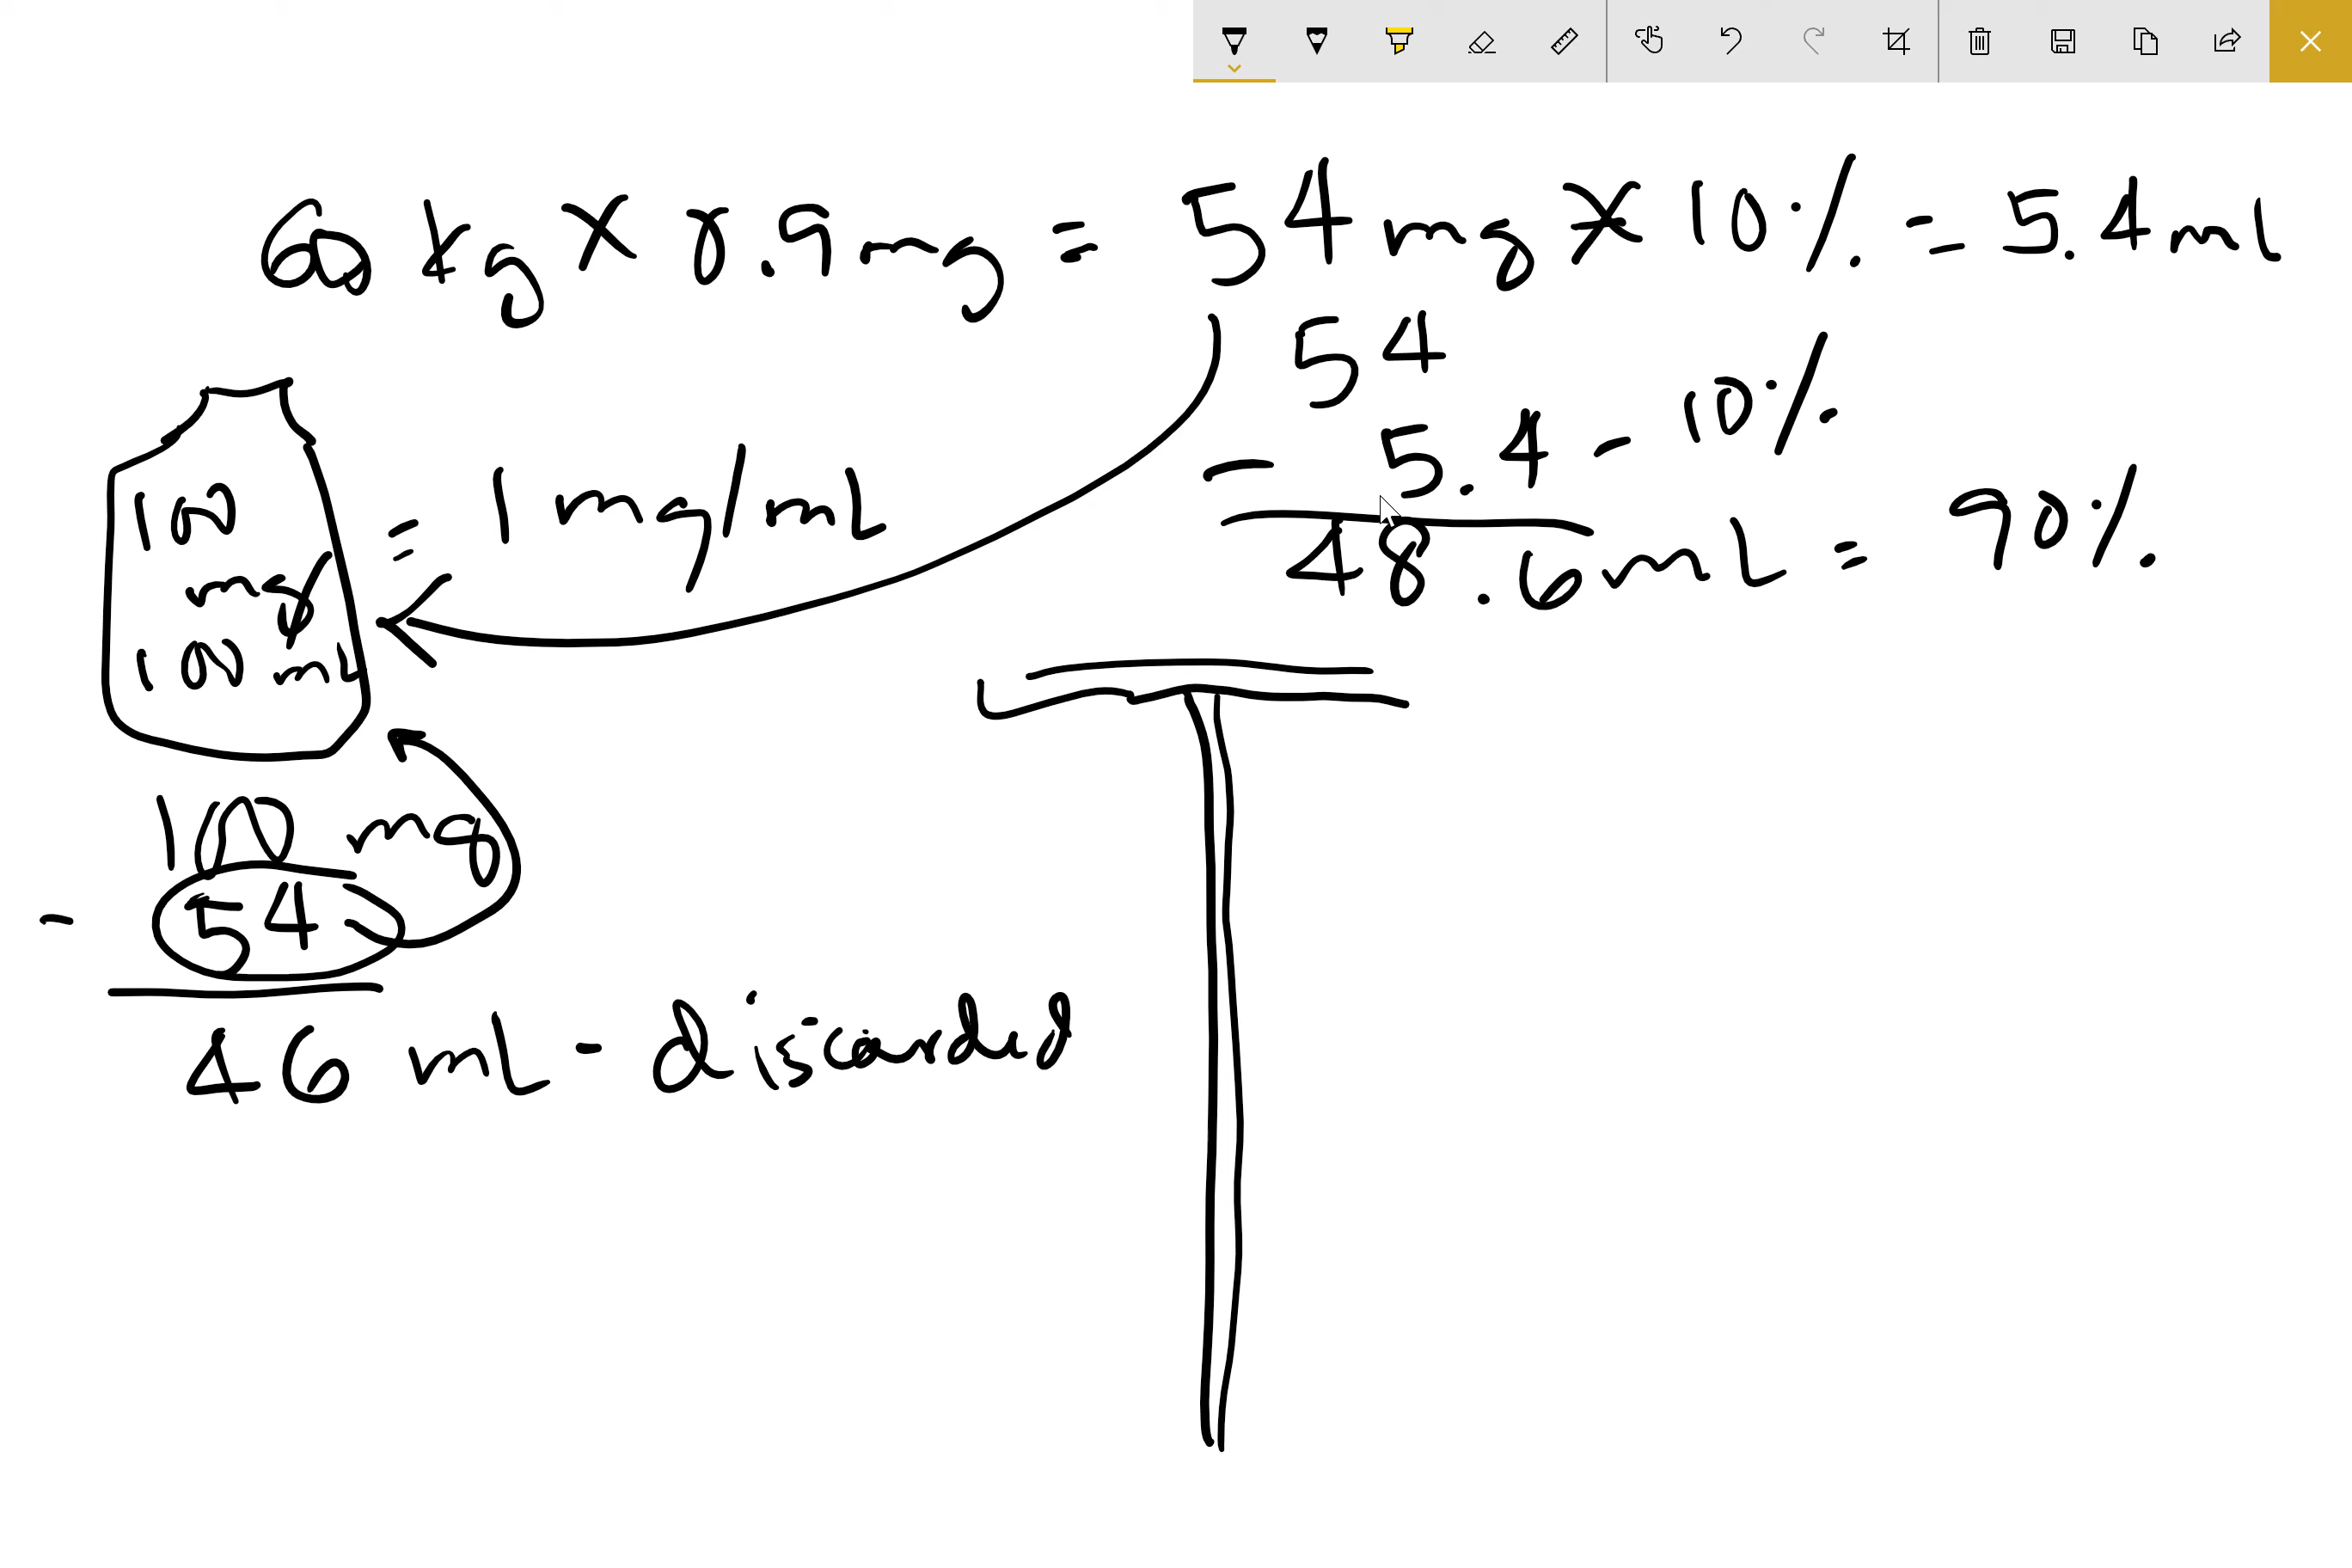 60 kg x 0.9 mg = 54 mg x 10% = 5.4 ml
54
- 5.4 - 10%
48.6 ml = 90%
100 mg/ = 1 mg/ml
100 ml
100 mg
- 54
46 ml - discarded